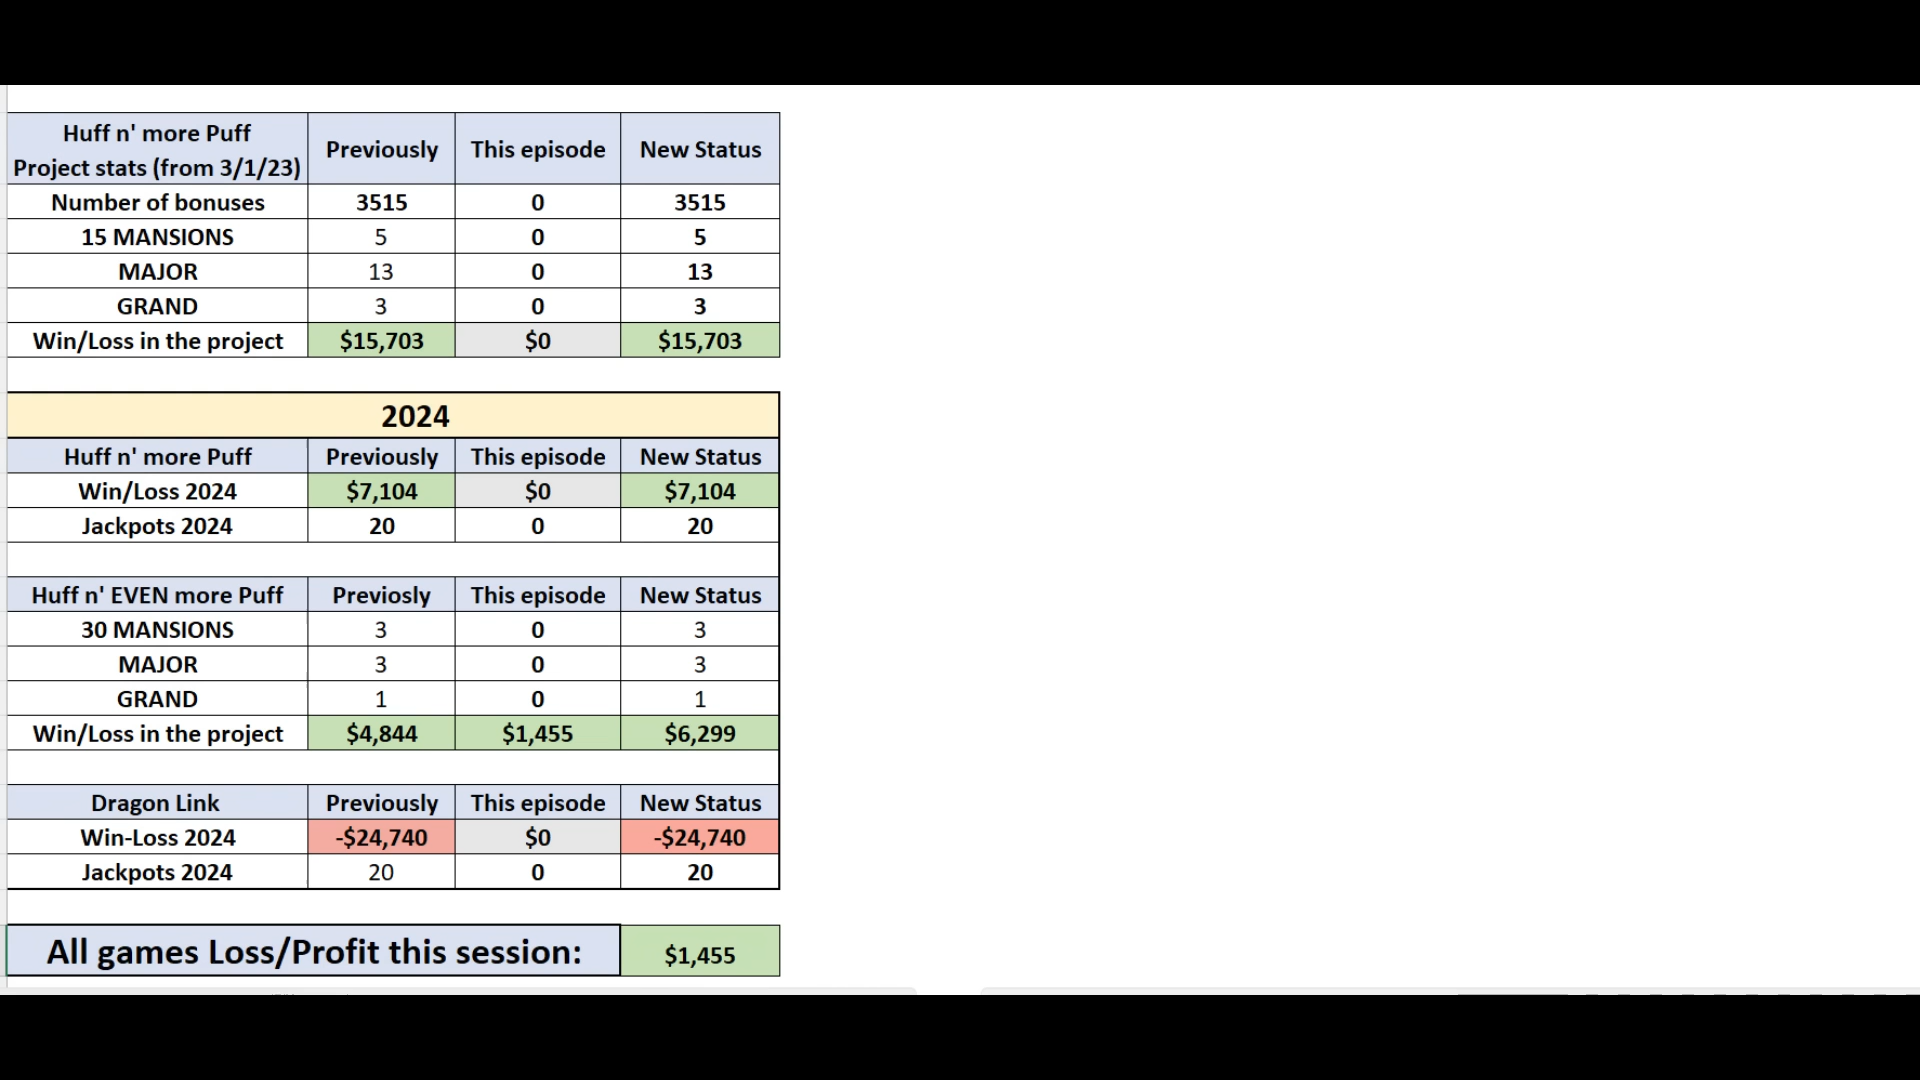 Huff n' more Puff
Project stats (from 3/1/23) Previously This episode New Status
Number of bonuses 3515 0 3515
15 MANSIONS 5 0 5
MAJOR 13 0 13
GRAND 3 0 3
Win/Loss in the project $15,703 $0 $15,703
2024
Huff n' more Puff Previously This episode New Status
Win/Loss 2024 $7,104 $0 $7,104
Jackpots 2024 20 0 20
Huff n' EVEN more Puff Previosly This episode New Status
30 MANSIONS 3 0 3
MAJOR 3 0 3
GRAND 1 0 1
Win/Loss in the project $4,844 $1,455 $6,299
Dragon Link Previously This episode New Status
Win-Loss 2024 -$24,740 $0 -$24,740
Jackpots 2024 20 0 20
All games Loss/Profit this session: $1,455